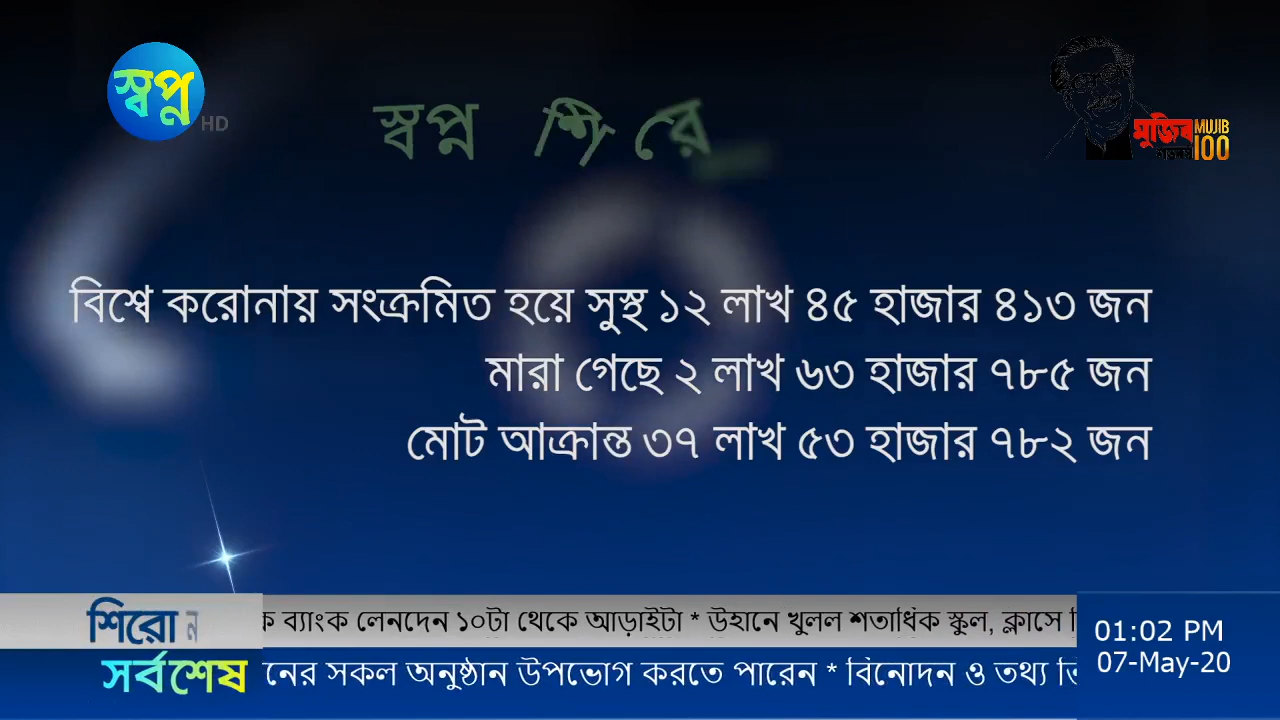 স্বপ্ন
HD
স্বপ্ন শিরে
মুজিব MUJIB
100
বিশ্বে করোনায় সংক্রমিত হয়ে সুস্থ ১২ লাখ ৪৫ হাজার ৪১৩ জন
মারা গেছে ২ লাখ ৬৩ হাজার ৭৮৫ জন
মোট আক্রান্ত ৩৭ লাখ ৫৩ হাজার ৭৮২ জন
শিরো
ক ব্যাংক লেনদেন ১০টা থেকে আড়াইটা * উহানে খুলল শতাধিক স্কুল, ক্লাসে
01:02 PM
সর্বশেষ
নের সকল অনুষ্ঠান উপভোগ করতে পারেন * বিনোদন ও তথ্য
07-May-20